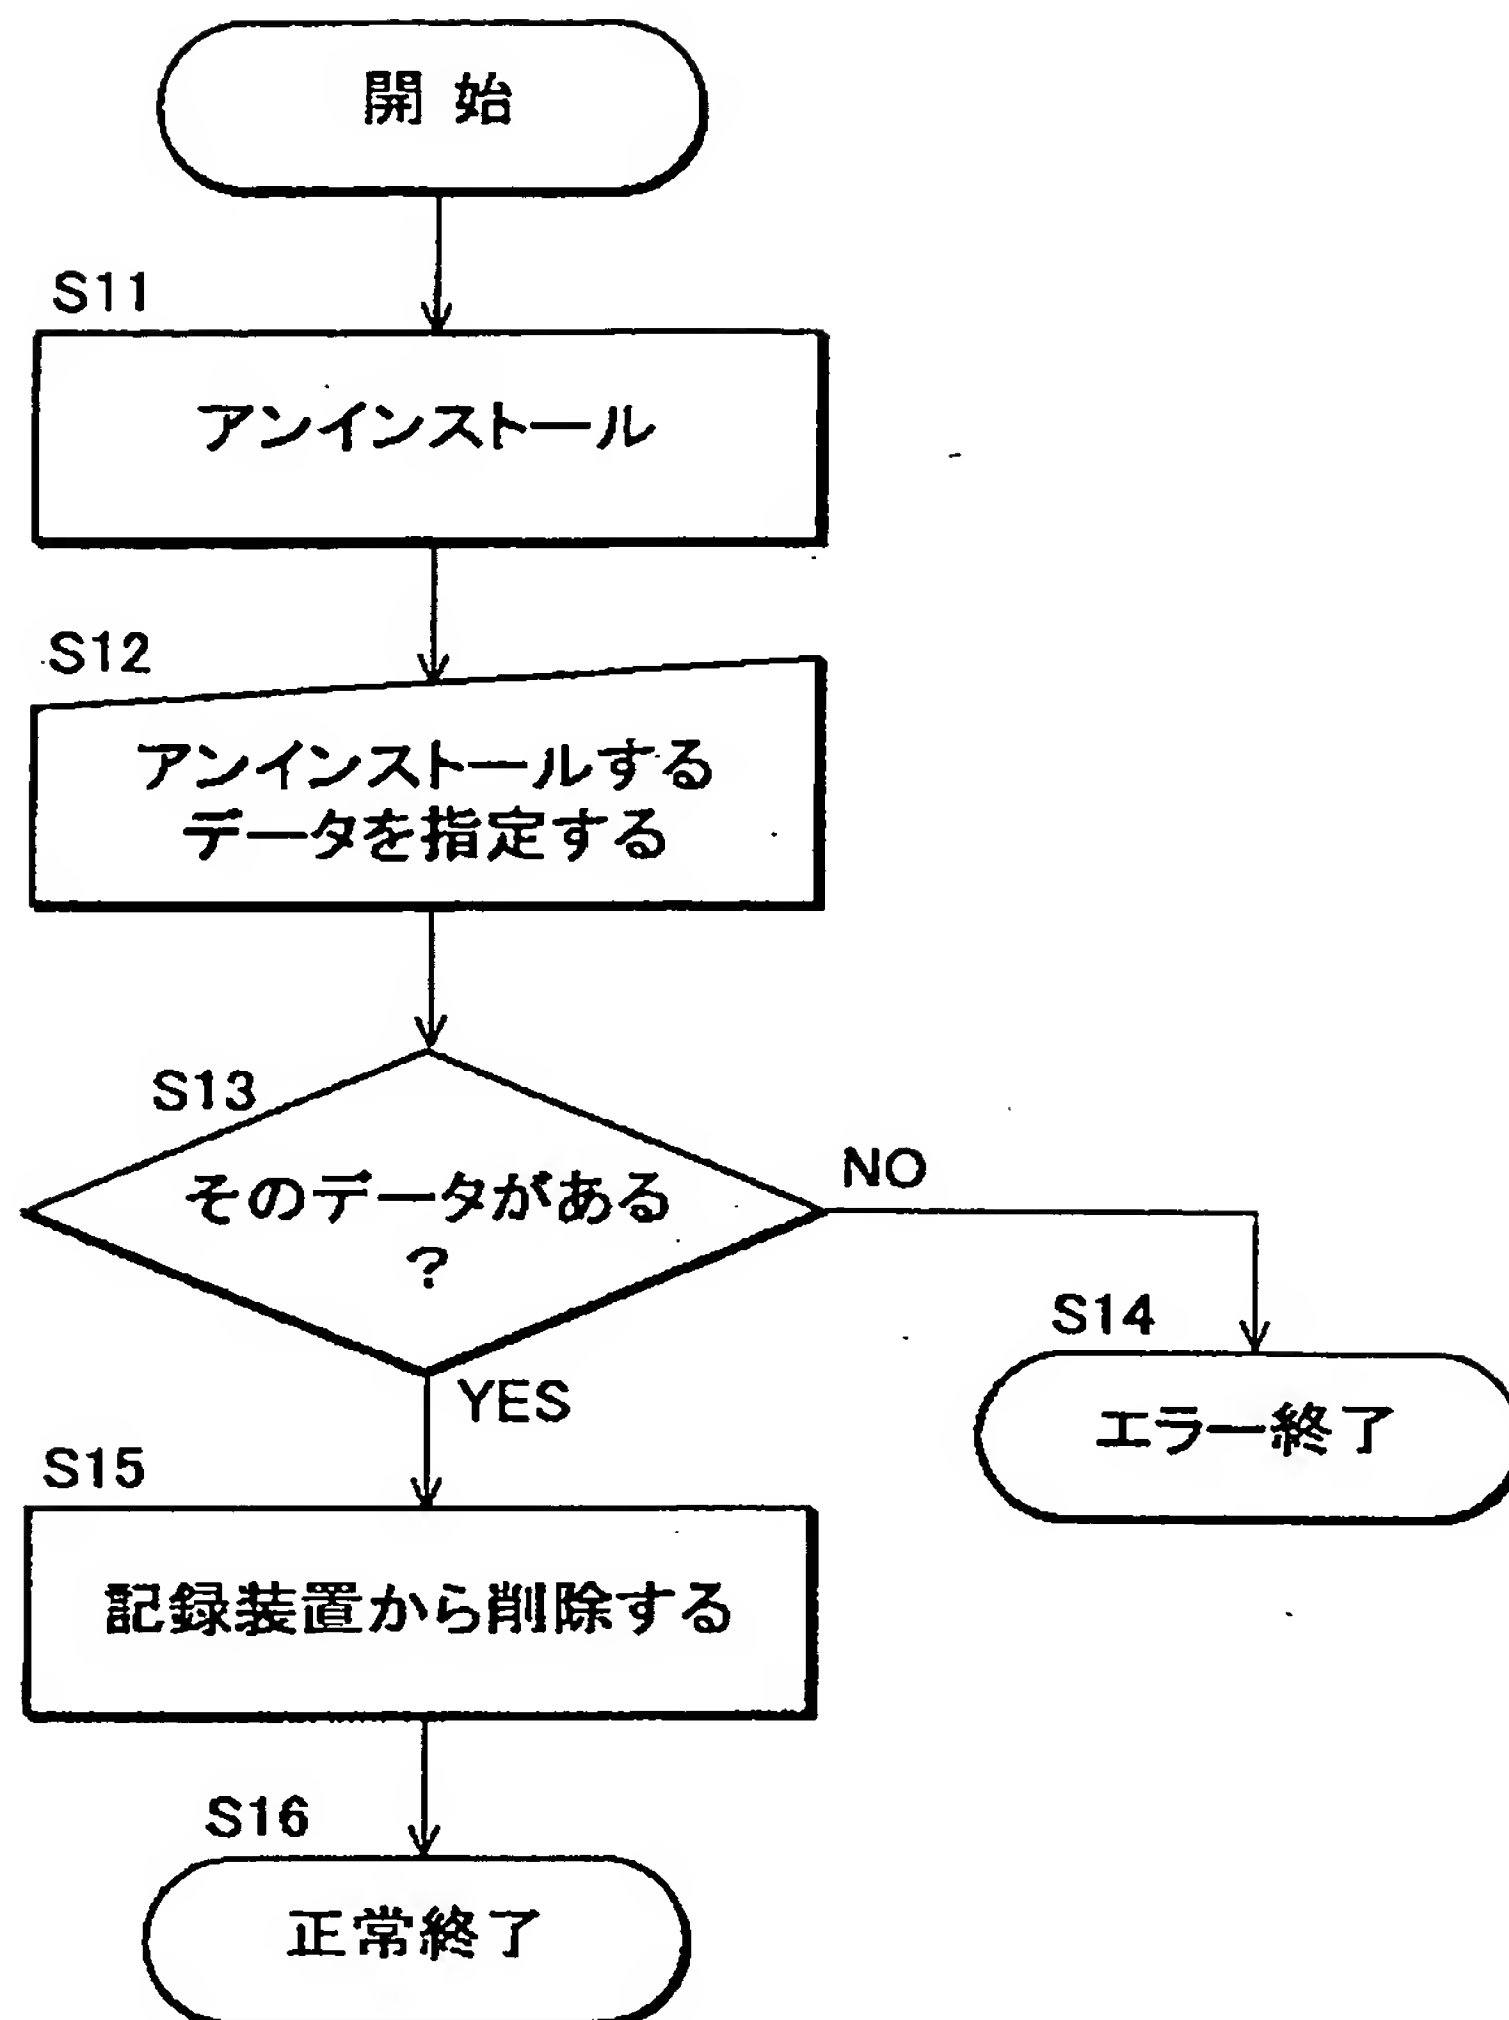 開始
S11
アンインストール
S12
アンインストールする
データを指定する
S13
そのデータがある
?
NO
YES
S14
エラー終了
S15
記録装置から削除する
S16
正常終了